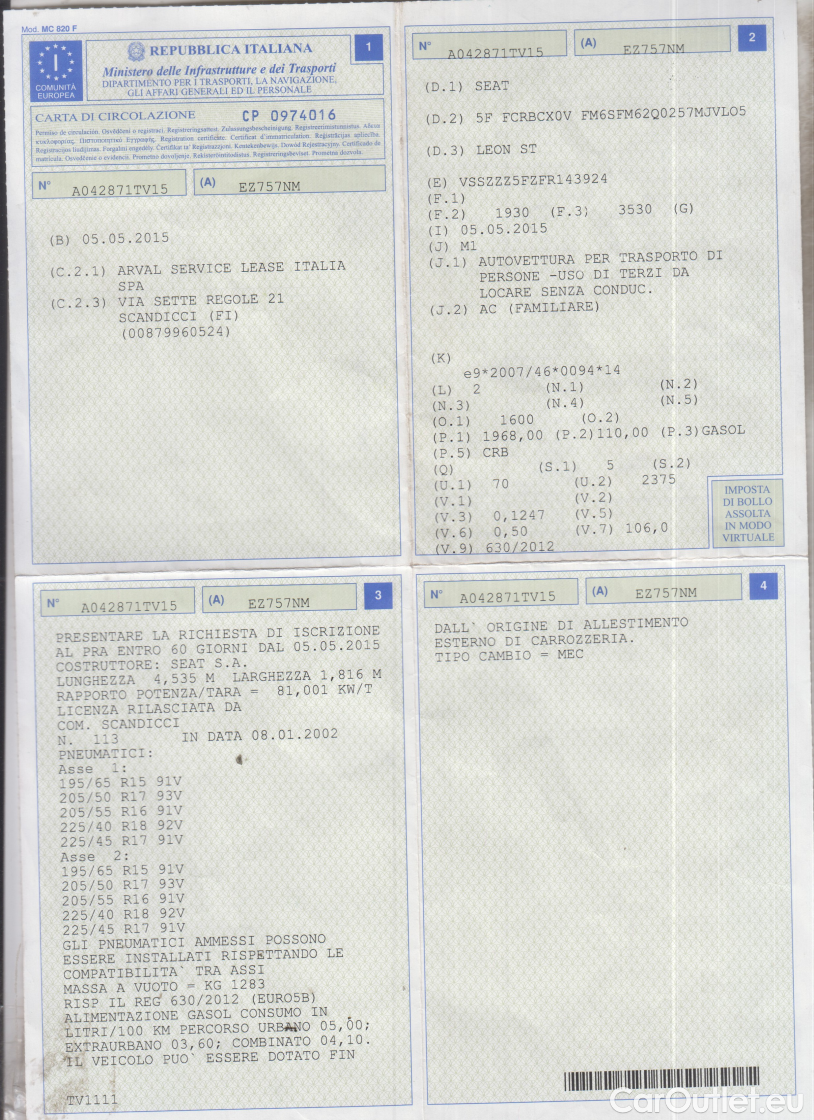 Mod. MC 820 F
COMUNITÀ
EUROPEA
I
REPUBBLICA ITALIANA
1
Ministero delle Infrastrutture e dei Trasporti
DIPARTIMENTO PER I TRASPORTI, LA NAVIGAZIONE,
GLI AFFARI GENERALI ED IL PERSONALE
CARTA DI CIRCOLAZIONE CP 0974016
N° A042871TV15 (A) EZ757NM
(B) 05.05.2015
(C.2.1) ARVAL SERVICE LEASE ITALIA
SPA
(C.2.3) VIA SETTE REGOLE 21
SCANDICCI (FI)
(00879960524)
N° A042871TV15 (A) EZ757NM 2
(D.1) SEAT
(D.2) 5F FCRBCX0V FM6SFM62Q0257MJVLO5
(D.3) LEON ST
(E) VSSZZZ5FZFR143924
(F.1)
(F.2) 1930 (F.3) 3530 (G)
(I) 05.05.2015
(J) M1
(J.1) AUTOVETTURA PER TRASPORTO DI
PERSONE -USO DI TERZI DA
LOCARE SENZA CONDUC.
(J.2) AC (FAMILIARE)
(K)
e9*2007/46*0094*14
(L) 2 (N.1) (N.2)
(N.3) (N.4) (N.5)
(O.1) 1600 (O.2)
(P.1) 1968,00 (P.2)110,00 (P.3)GASOL
(P.5) CRB
(Q) (S.1) 5 (S.2)
(U.1) 70 (U.2) 2375
(V.1) (V.2)
(V.3) 0,1247 (V.5)
(V.6) 0,50 (V.7) 106,0
(V.9) 630/2012
IMPOSTA
DI BOLLO
ASSOLTA
IN MODO
VIRTUALE
N° A042871TV15 (A) EZ757NM 3
PRESENTARE LA RICHIESTA DI ISCRIZIONE
AL PRA ENTRO 60 GIORNI DAL 05.05.2015
COSTRUTTORE: SEAT S.A.
LUNGHEZZA 4,535 M LARGHEZZA 1,816 M
RAPPORTO POTENZA/TARA = 81,001 KW/T
LICENZA RILASCIATA DA
COM. SCANDICCI
N. 113 IN DATA 08.01.2002
PNEUMATICI:
Asse 1:
195/65 R15 91V
205/50 R17 93V
205/55 R16 91V
225/40 R18 92V
225/45 R17 91V
Asse 2:
195/65 R15 91V
205/50 R17 93V
205/55 R16 91V
225/40 R18 92V
225/45 R17 91V
GLI PNEUMATICI AMMESSI POSSONO
ESSERE INSTALLATI RISPETTANDO LE
COMPATIBILITA` TRA ASSI
MASSA A VUOTO = KG 1283
RISP IL REG 630/2012 (EURO5B)
ALIMENTAZIONE GASOL CONSUMO IN
LITRI/100 KM PERCORSO URBANO 05,00;
EXTRAURBANO 03,60; COMBINATO 04,10.
IL VEICOLO PUO` ESSERE DOTATO FIN
TV1111
N° A042871TV15 (A) EZ757NM 4
DALL` ORIGINE DI ALLESTIMENTO
ESTERNO DI CARROZZERIA.
TIPO CAMBIO = MEC
CarOutlet.eu